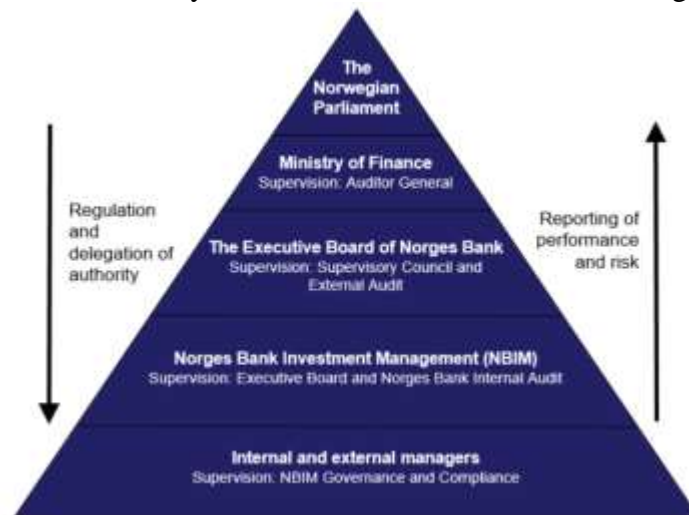 The
Norwegian
Parliament
Ministry of Finance
Supervision: Auditor General
The Executive Board of Norges Bank
Supervision: Supervisory Council and
External Audit
Norges Bank Investment Management (NBIM)
Supervision: Executive Board and Norges Bank Internal Audit
Internal and external managers
Supervision: NBIM Governance and Compliance
Regulation
and
delegation of
authority
Reporting of
performance
and risk